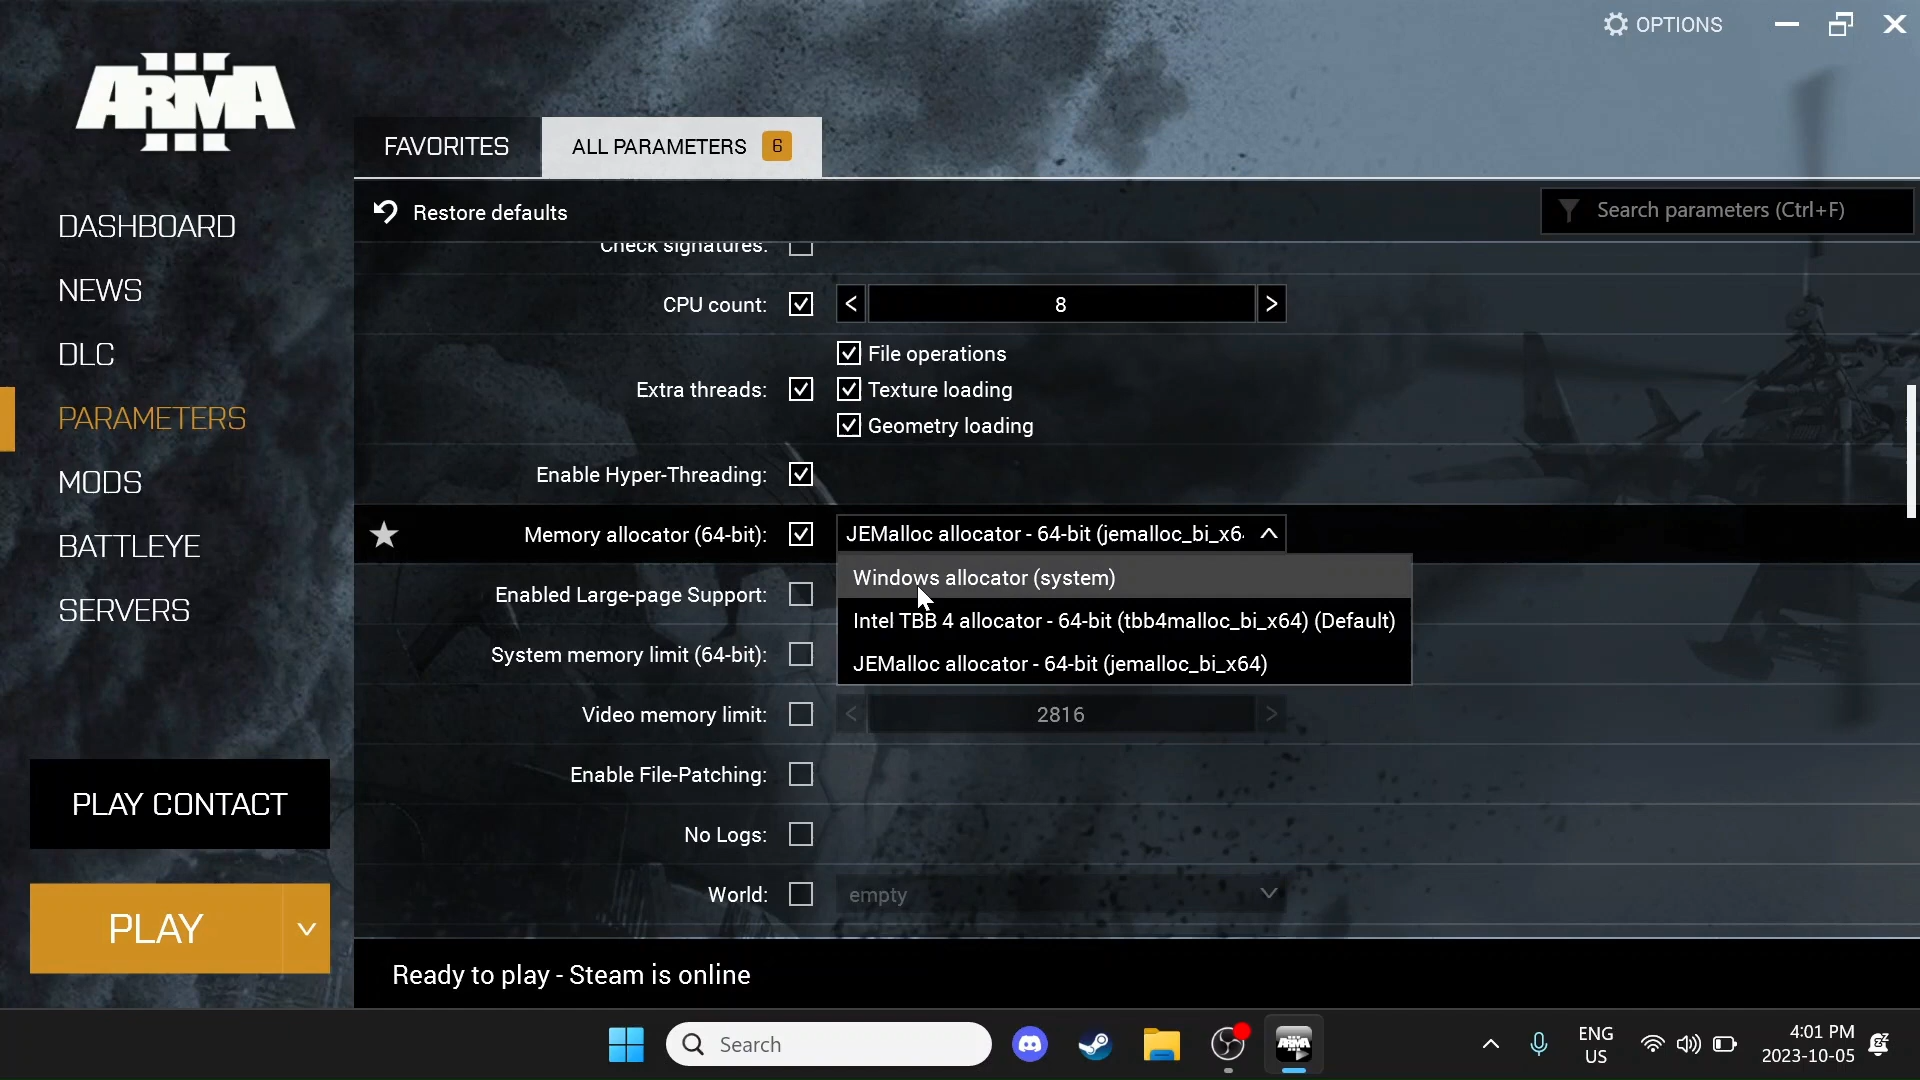 OPTIONS
ARMA III
FAVORITES
ALL PARAMETERS 6
Restore defaults
Search parameters (Ctrl+F)
DASHBOARD
NEWS
DLC
PARAMETERS
MODS
BATTLEYE
SERVERS
PLAY CONTACT
PLAY
Check signatures:
CPU count: 8
File operations
Extra threads: Texture loading
Geometry loading
Enable Hyper-Threading:
Memory allocator (64-bit): JEMalloc allocator - 64-bit (jemalloc_bi_x6
Windows allocator (system)
Enabled Large-page Support:
Intel TBB 4 allocator - 64-bit (tbb4malloc_bi_x64) (Default)
System memory limit (64-bit):
JEMalloc allocator - 64-bit (jemalloc_bi_x64)
Video memory limit: 2816
Enable File-Patching:
No Logs:
World: empty
Ready to play - Steam is online
Search
ARMA
ENG
US
4:01 PM
2023-10-05